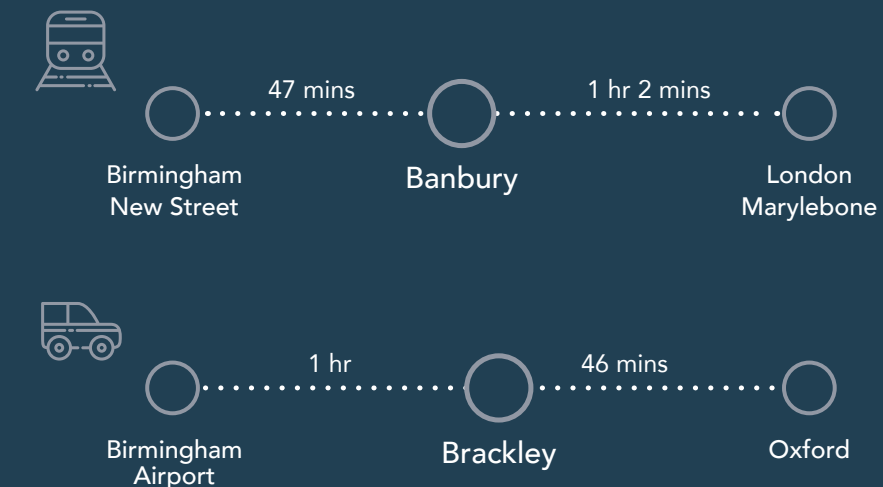 47 mins
1 hr 2 mins
Birmingham
New Street
Banbury
London
Marylebone
1 hr
46 mins
Birmingham
Airport
Brackley
Oxford